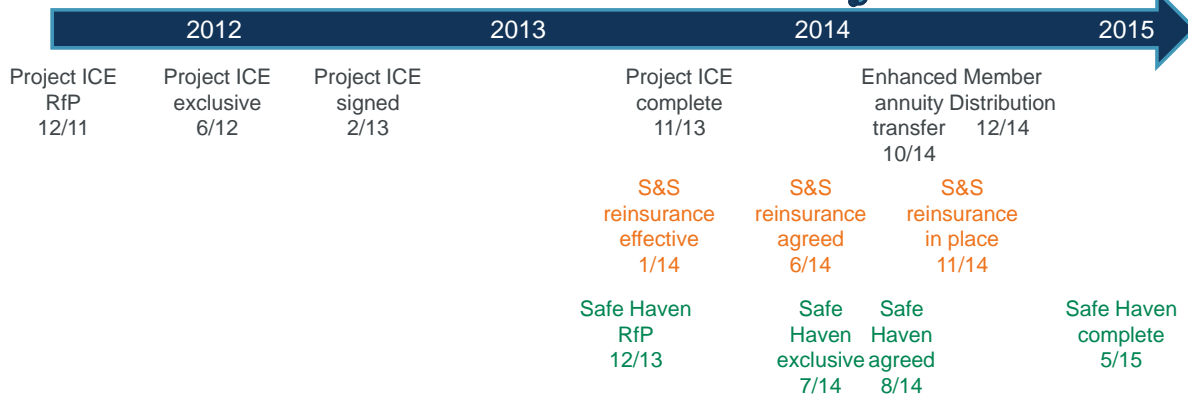 2012 2013 2014 2015
Project ICE
RfP
12/11
Project ICE
exclusive
6/12
Project ICE
signed
2/13
Project ICE
complete
11/13
Enhanced Member
annuity Distribution
transfer 12/14
10/14
S&S
reinsurance
effective
1/14
S&S
reinsurance
agreed
6/14
S&S
reinsurance
in place
11/14
Safe Haven
RfP
12/13
Safe
Haven
exclusive
7/14
Safe
Haven
agreed
8/14
Safe Haven
complete
5/15